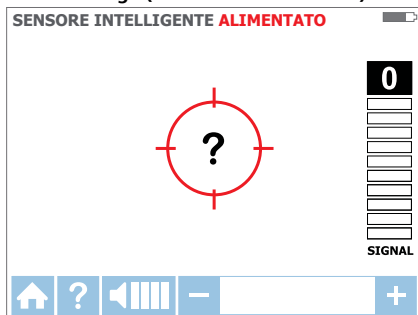 SENSORE INTELLIGENTE ALIMENTATO
0
?
SIGNAL
?
− +